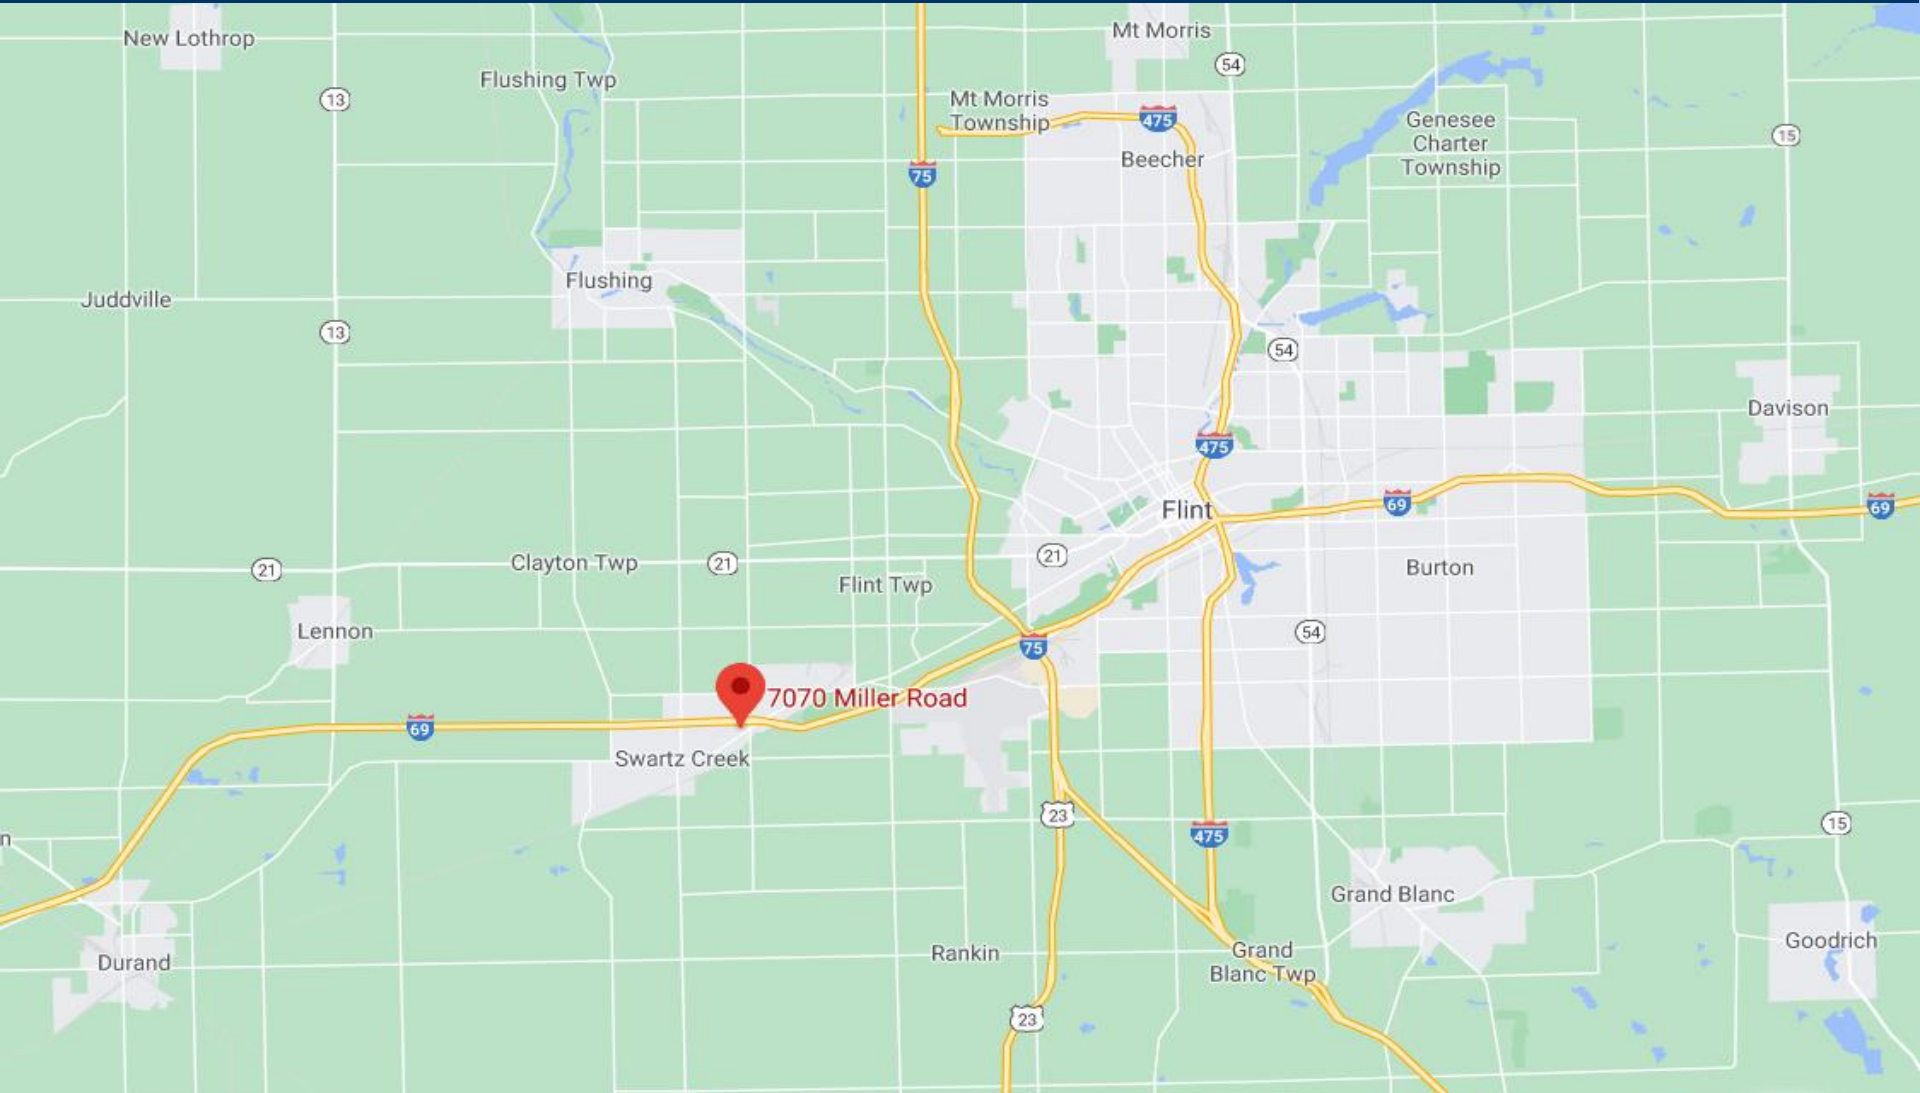 Mt Morris
New Lothrop
54
Flushing Twp
13
Mt Morris
Township
475
Genesee
Charter
Township
15
Beecher
75
Flushing
Juddville
13
54
Davison
475
Flint
69
69
21
Clayton Twp
21
21
Flint Twp
Burton
Lennon
54
75
7070 Miller Road
69
Swartz Creek
23
475
15
n
Grand Blanc
Goodrich
Rankin
Grand
Blanc Twp
Durand
23